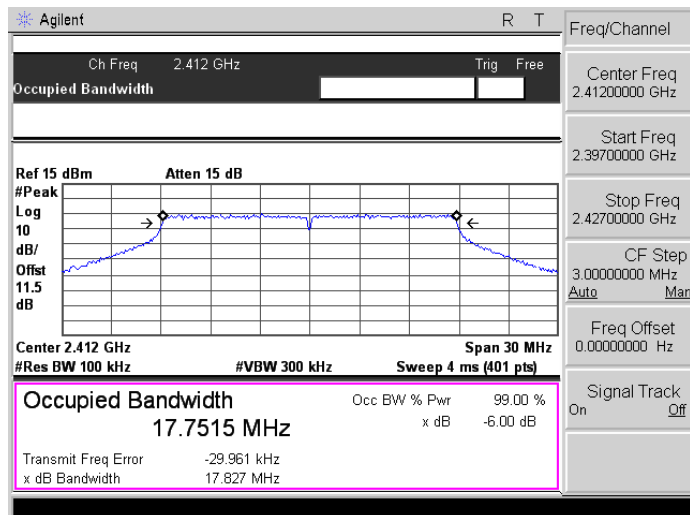 Agilent R T
Ch Freq 2.412 GHz Trig Free
Occupied Bandwidth
Ref 15 dBm Atten 15 dB
#Peak
Log
10
dB/
Offst
11.5
dB
Center 2.412 GHz Span 30 MHz
#Res BW 100 kHz #VBW 300 kHz Sweep 4 ms (401 pts)
Occupied Bandwidth Occ BW % Pwr 99.00 %
17.7515 MHz x dB -6.00 dB
Transmit Freq Error -29.961 kHz
x dB Bandwidth 17.827 MHz
Freq/Channel
Center Freq
2.41200000 GHz
Start Freq
2.39700000 GHz
Stop Freq
2.42700000 GHz
CF Step
3.00000000 MHz
Auto Man
Freq Offset
0.00000000 Hz
Signal Track
On Off